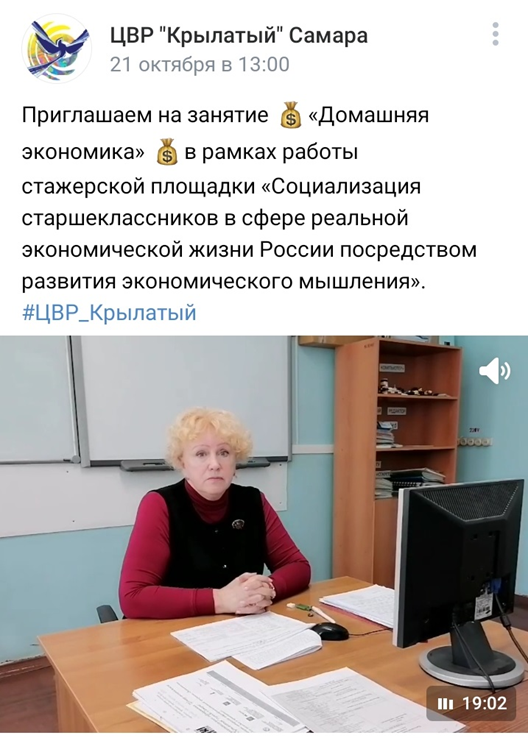 ЦВР "Крылатый" Самара
21 октября в 13:00
Приглашаем на занятие 💰 «Домашняя
экономика» 💰 в рамках работы
стажерской площадки «Социализация
старшеклассников в сфере реальной
экономической жизни России посредством
развития экономического мышления».
#ЦВР_Крылатый
19:02